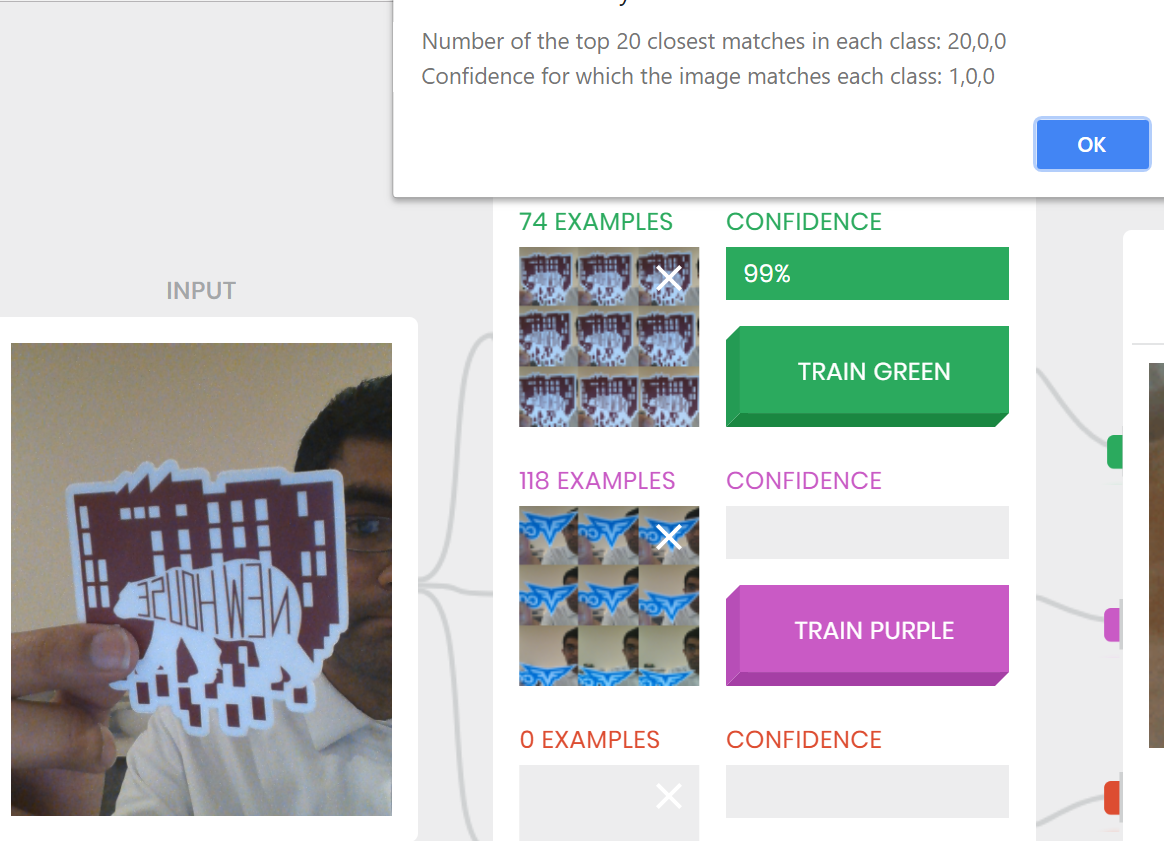 Number of the top 20 closest matches in each class: 20,0,0
Confidence for which the image matches each class: 1,0,0
OK
74 EXAMPLES
CONFIDENCE
99%
TRAIN GREEN
INPUT
NEW HOUSE
118 EXAMPLES
CONFIDENCE
TRAIN PURPLE
0 EXAMPLES
CONFIDENCE